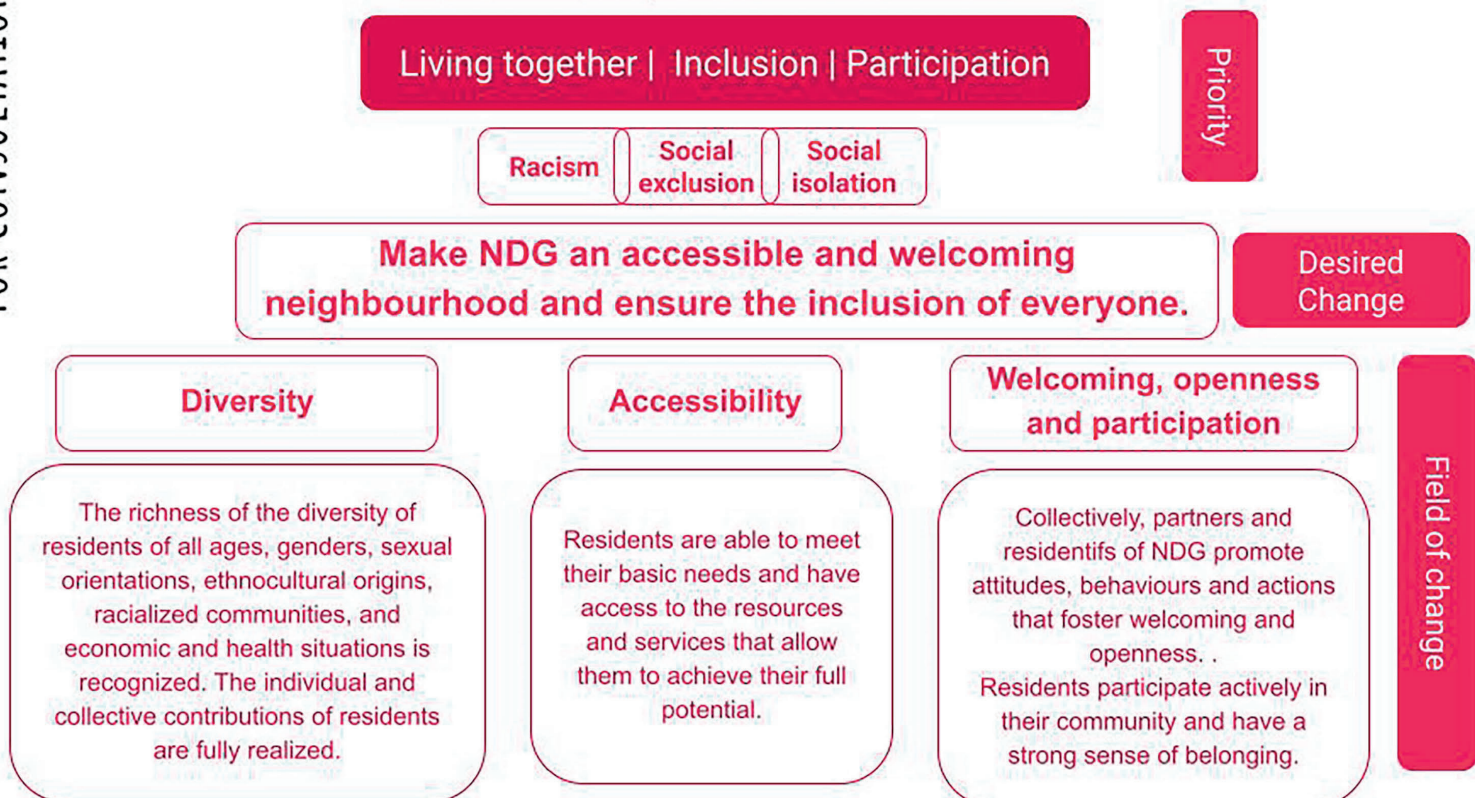 Living together | Inclusion | Participation
Priority
Racism
Social
exclusion
Social
isolation
Make NDG an accessible and welcoming
neighbourhood and ensure the inclusion of everyone.
Desired
Change
Diversity
Accessibility
Welcoming, openness
and participation
Field of change
The richness of the diversity of
residents of all ages, genders, sexual
orientations, ethnocultural origins,
racialized communities, and
economic and health situations is
recognized. The individual and
collective contributions of residents
are fully realized.
Residents are able to meet
their basic needs and have
access to the resources
and services that allow
them to achieve their full
potential.
Collectively, partners and
residentifs of NDG promote
attitudes, behaviours and actions
that foster welcoming and
openness. .
Residents participate actively in
their community and have a
strong sense of belonging.